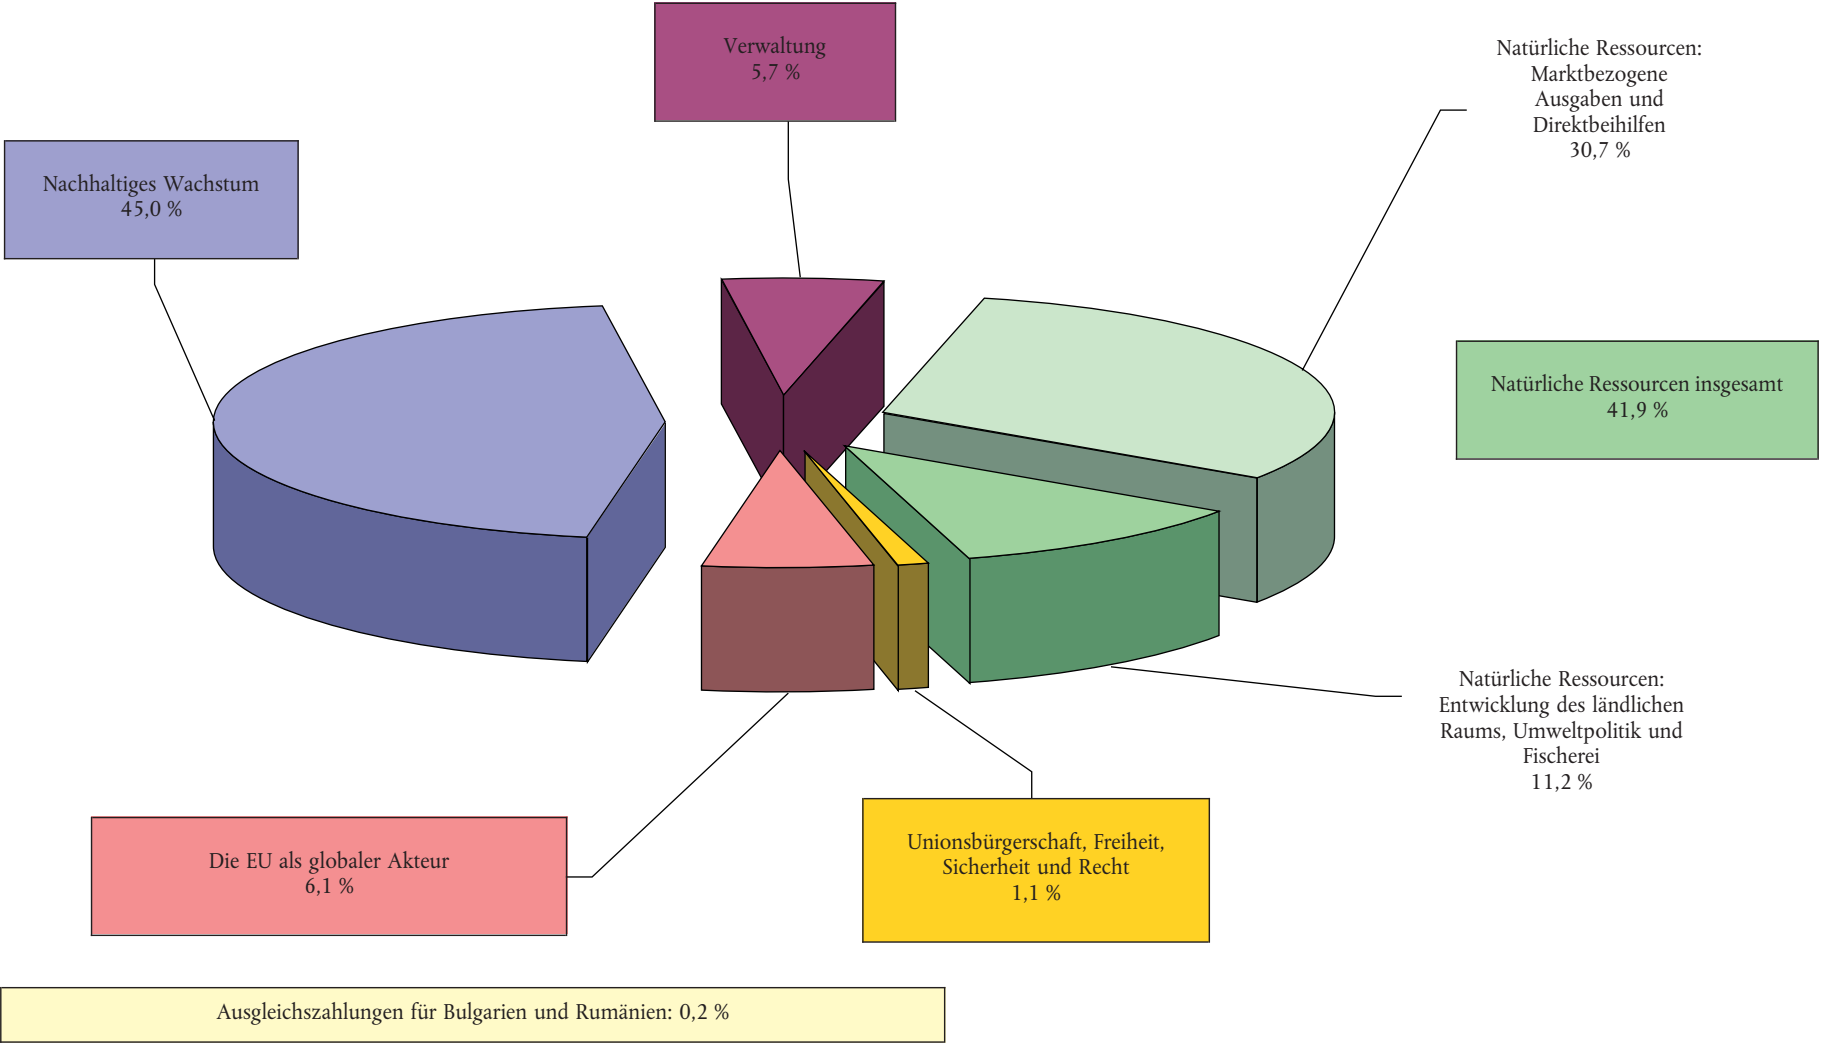 Verwaltung
5,7 %
Natürliche Ressourcen:
Marktbezogene
Ausgaben und
Direktbeihilfen
30,7 %
Nachhaltiges Wachstum
45,0 %
Natürliche Ressourcen insgesamt
41,9 %
Natürliche Ressourcen:
Entwicklung des ländlichen
Raums, Umweltpolitik und
Fischerei
11,2 %
Die EU als globaler Akteur
6,1 %
Unionsbürgerschaft, Freiheit,
Sicherheit und Recht
1,1 %
Ausgleichszahlungen für Bulgarien und Rumänien: 0,2 %